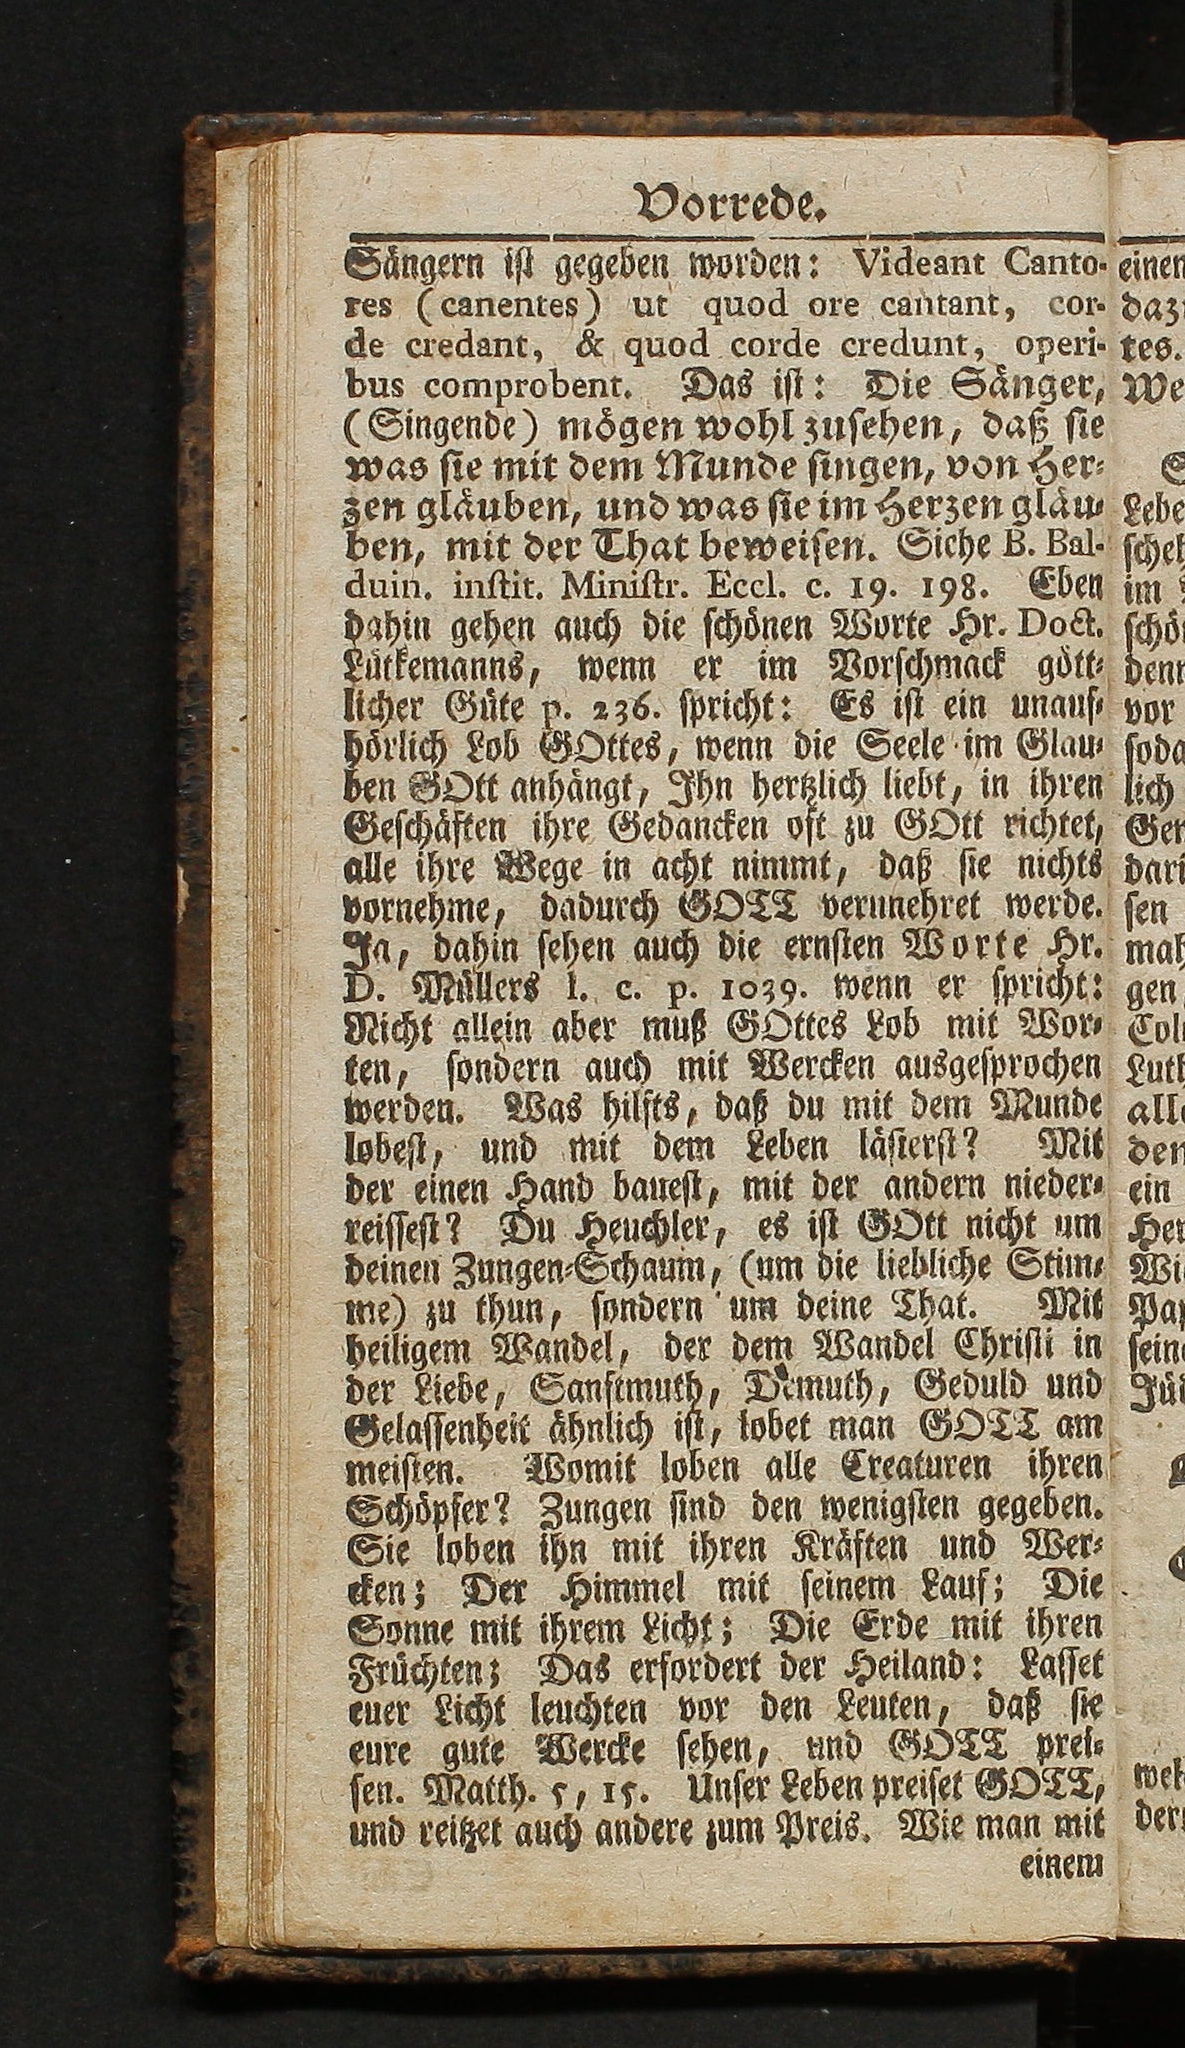 Vorrede.
Sängern ist gegeben worden: Videant Canto-
res (canentes) ut quod ore cantant, cor-
de credant, & quod corde credunt, operi-
bus comprobent. Das ist: Die Sänger,
(Singende) mögen wohl zusehen, daß sie
was sie mit dem Munde singen, von Her-
zen gläuben, und was sie im Herzen gläu-
ben, mit der That beweisen. Siehe B. Bal-
duin. instit. Ministr. Eccl. c. 19. 198. Eben
dahin gehen auch die schönen Worte Hr. Doct.
Lütkemanns, wenn er im Vorschmack gött-
licher Güte p. 236. spricht: Es ist ein unauf-
hörlich Lob GOttes, wenn die Seele im Glau-
ben GOtt anhängt, Ihn hertzlich liebt, in ihren
Geschäften ihre Gedancken oft zu GOtt richtet,
alle ihre Wege in acht nimmt, daß sie nichts
vornehme, dadurch GOTT verunehret werde.
Ja, dahin sehen auch die ernsten Worte Hr.
D. Müllers l. c. p. 1039. wenn er spricht:
Nicht allein aber muß GOttes Lob mit Wor-
ten, sondern auch mit Wercken ausgesprochen
werden. Was hilfts, daß du mit dem Munde
lobest, und mit dem Leben lästerst? Mit
der einen Hand bauest, mit der andern nieder-
reissest? Du Heuchler, es ist GOtt nicht um
deinen Zungen-Schaum, (um die liebliche Stim-
me) zu thun, sondern um deine That. Mit
heiligem Wandel, der dem Wandel Christi in
der Liebe, Sanftmuth, Demuth, Geduld und
Gelassenheit ähnlich ist, lobet man GOTT am
meisten. Womit loben alle Creaturen ihren
Schöpfer? Zungen sind den wenigsten gegeben.
Sie loben ihn mit ihren Kräften und Wer-
cken; Der Himmel mit seinem Lauf; Die
Sonne mit ihrem Licht; Die Erde mit ihren
Früchten; Das erfordert der Heiland: Lasset
euer Licht leuchten vor den Leuten, daß sie
eure gute Wercke sehen, und GOTT prei-
sen. Matth. 5, 15. Unser Leben preiset GOTT,
und reitzet auch andere zum Preis. Wie man mit
einem